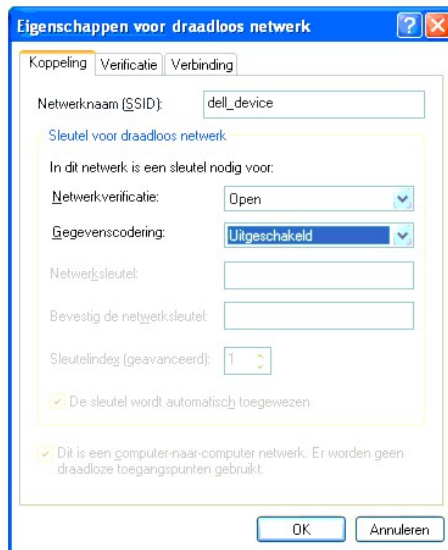 Eigenschappen voor draadloos netwerk
Koppeling Verificatie Verbinding
Netwerknaam (SSID): dell_device
Sleutel voor draadloos netwerk
In dit netwerk is een sleutel nodig voor:
Netwerkverificatie: Open
Gegevenscodering: Uitgeschakeld
Netwerksleutel:
Bevestig de netwerksleutel:
Sleutelindex (geavanceerd): 1
De sleutel wordt automatisch toegewezen
Dit is een computer-naar-computer netwerk. Er worden geen
draadloze toegangspunten gebruikt.
OK Annuleren